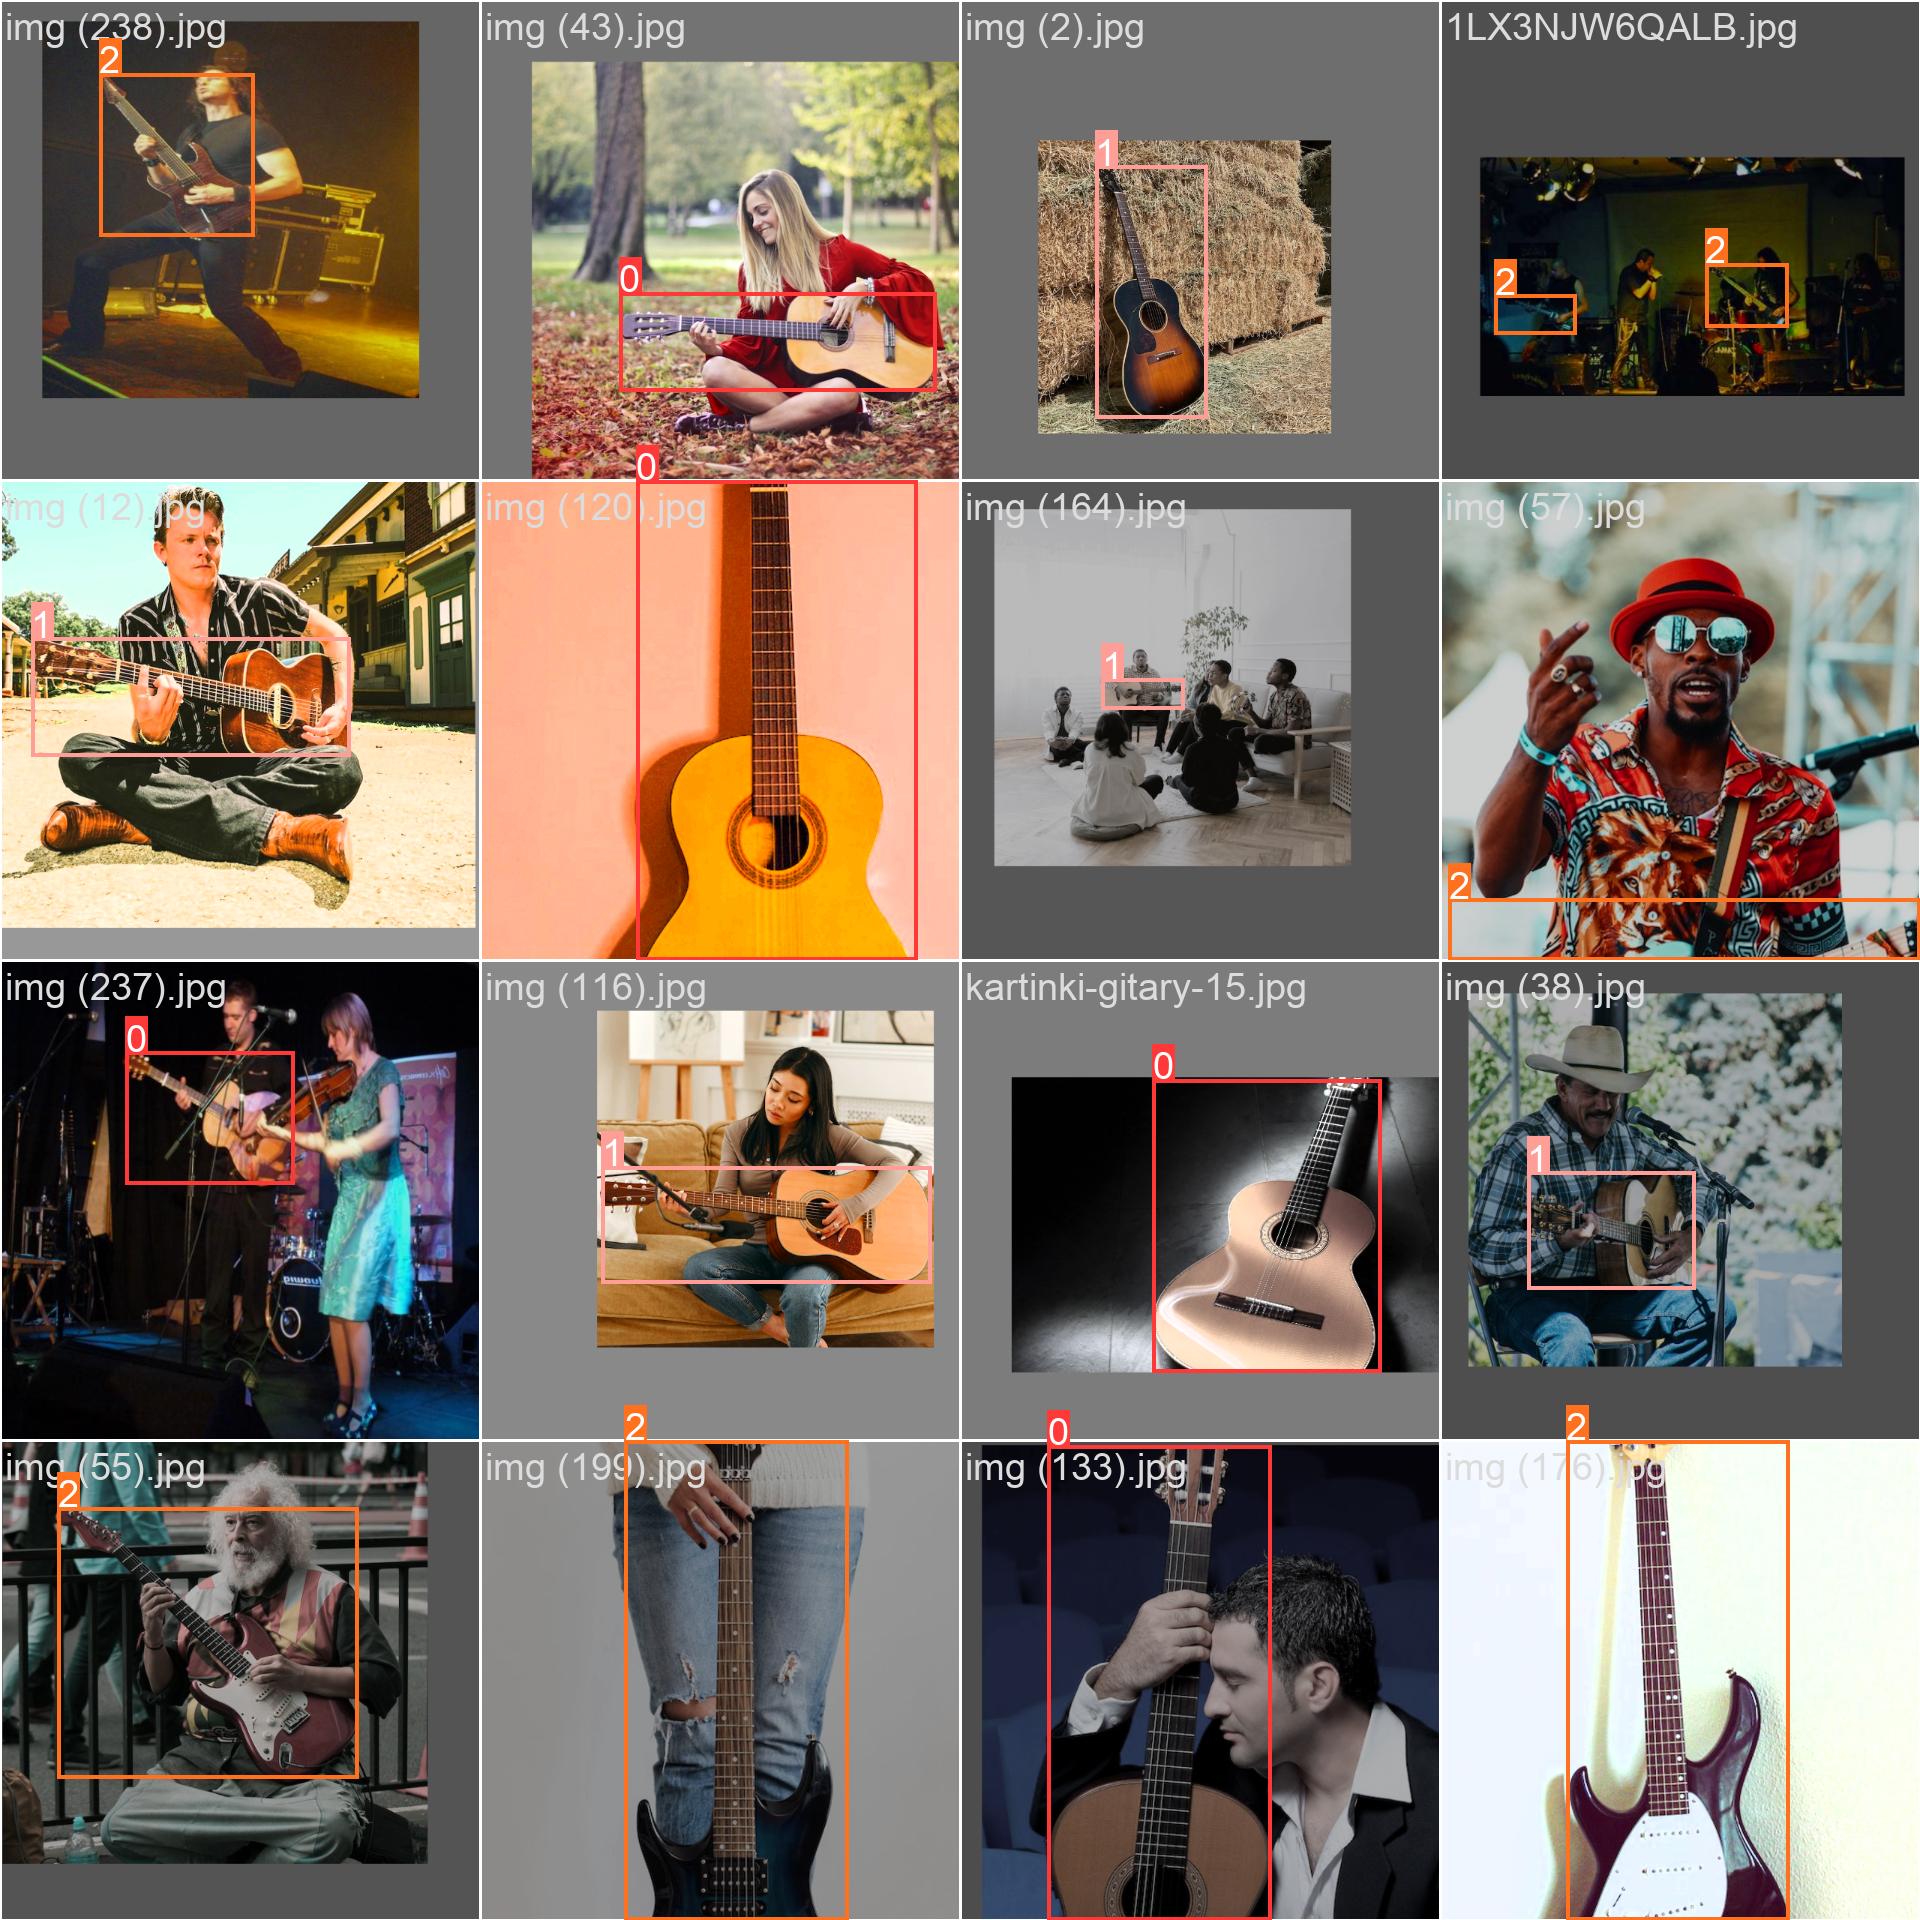 img (238).jpg
2
img (43).jpg
0
img (2).jpg
1
1LX3NJW6QALB.jpg
2
2
img (12).jpg
1
img (120).jpg
0
img (164).jpg
1
img (57).jpg
2
img (237).jpg
0
img (116).jpg
1
kartinki-gitary-15.jpg
0
img (38).jpg
1
img (55).jpg
2
img (199).jpg
2
img (133).jpg
0
img (176).jpg
2